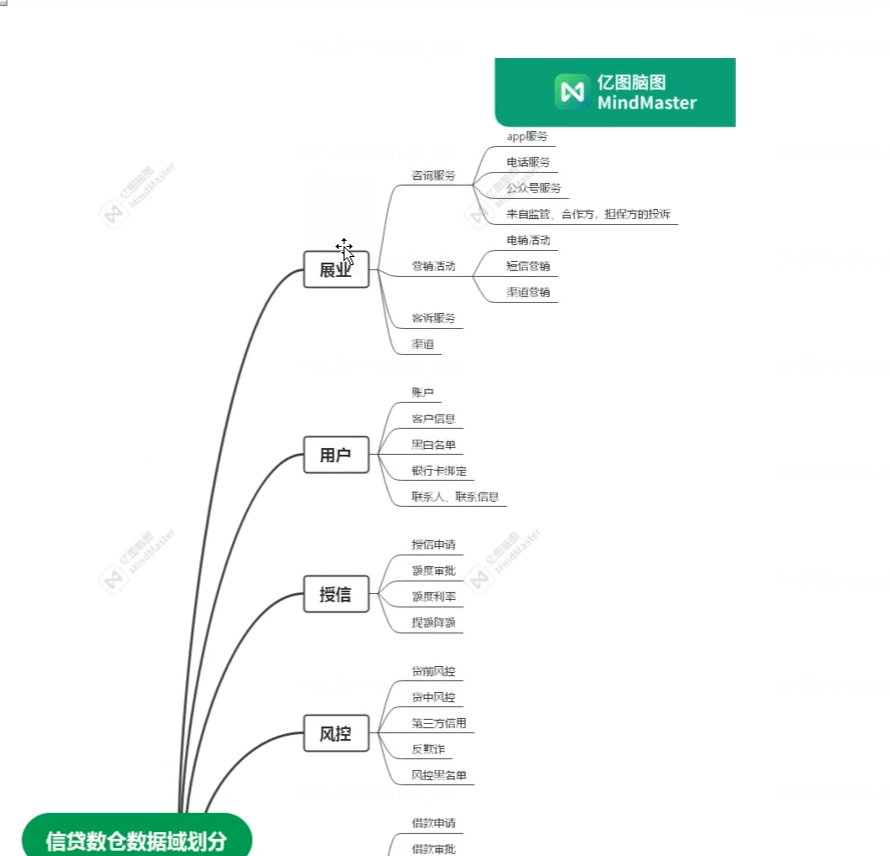 亿图脑图
MindMaster
app服务
电话服务
咨询服务
公众号服务
来自监管、合作方，担保方的投诉
电销活动
展业
营销活动
短信营销
渠道营销
客诉服务
渠道
账户
客户信息
黑白名单
用户
银行卡绑定
联系人、联系信息
授信申请
额度审批
授信
额度利率
提额降额
贷前风控
贷中风控
第三方信用
风控
反欺诈
风控黑名单
借款申请
信贷数仓数据域划分
借款审批
亿图脑图
MindMaster
亿图脑图
MindMaster
亿图脑图
MindMaster
亿图脑图
MindMaster